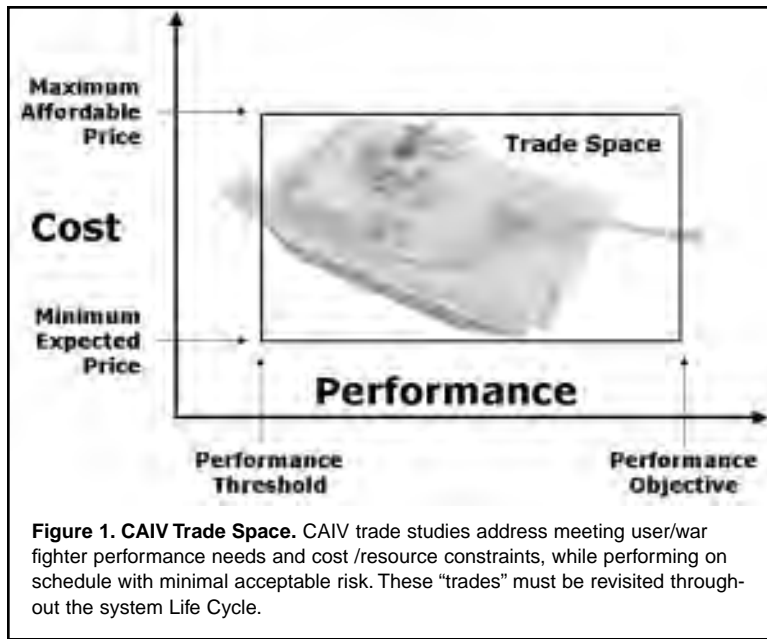 Maximum
Affordable
Price
Trade Space
Cost
Minimum
Expected
Price
Performance
Performance
Threshold
Performance
Objective
Figure 1. CAIV Trade Space. CAIV trade studies address meeting user/war
fighter performance needs and cost /resource constraints, while performing on
schedule with minimal acceptable risk. These “trades” must be revisited through-
out the system Life Cycle.